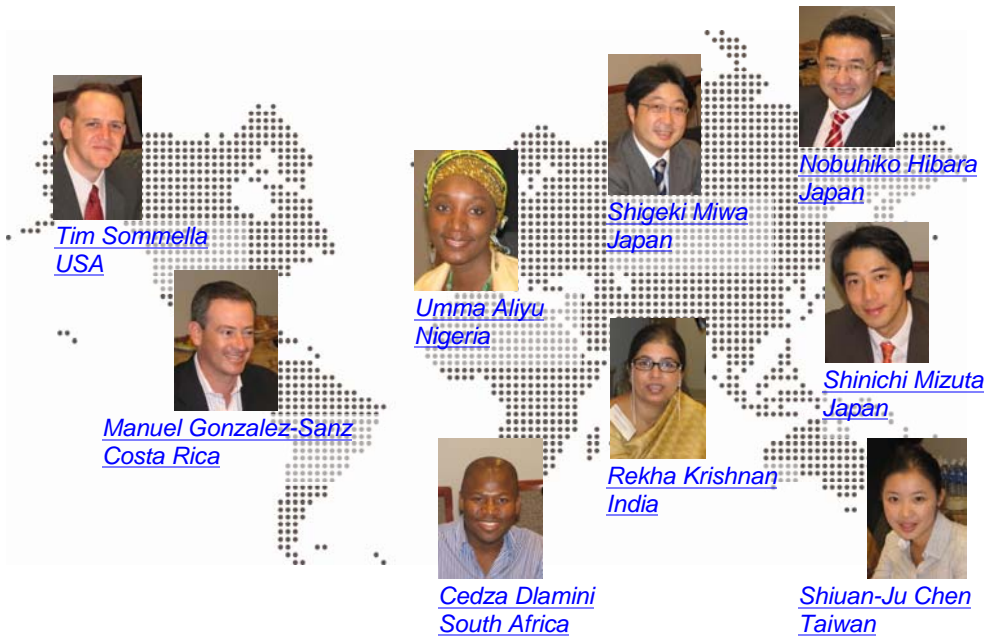 Tim Sommella
USA
Manuel Gonzalez-Sanz
Costa Rica
Umma Aliyu
Nigeria
Cedza Dlamini
South Africa
Shigeki Miwa
Japan
Rekha Krishnan
India
Nobuhiko Hibara
Japan
Shinichi Mizuta
Japan
Shiuan-Ju Chen
Taiwan